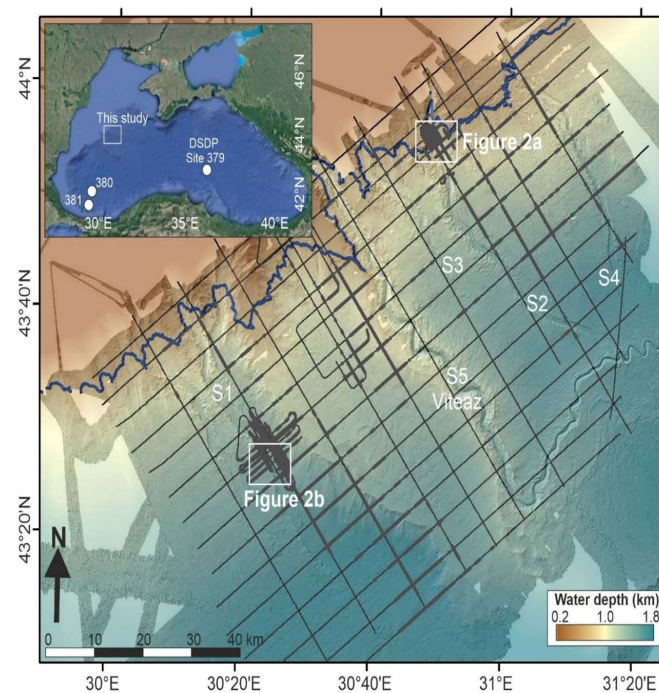 46°N
44°N
42°N
This study
DSDP
Site 379
380
381
30°E
35°E
40°E
44°N
43°40'N
43°20'N
Figure 2a
S3
S4
S2
S1
S5
Viteaz
Figure 2b
N
0 10 20 30 40 km
Water depth (km)
0.2 1.0 1.8
30°E
30°20'E
30°40'E
31°E
31°20'E